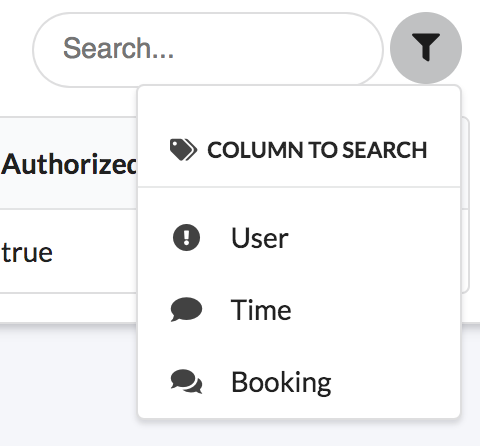 Search...
COLUMN TO SEARCH
Authorized
User
true
Time
Booking